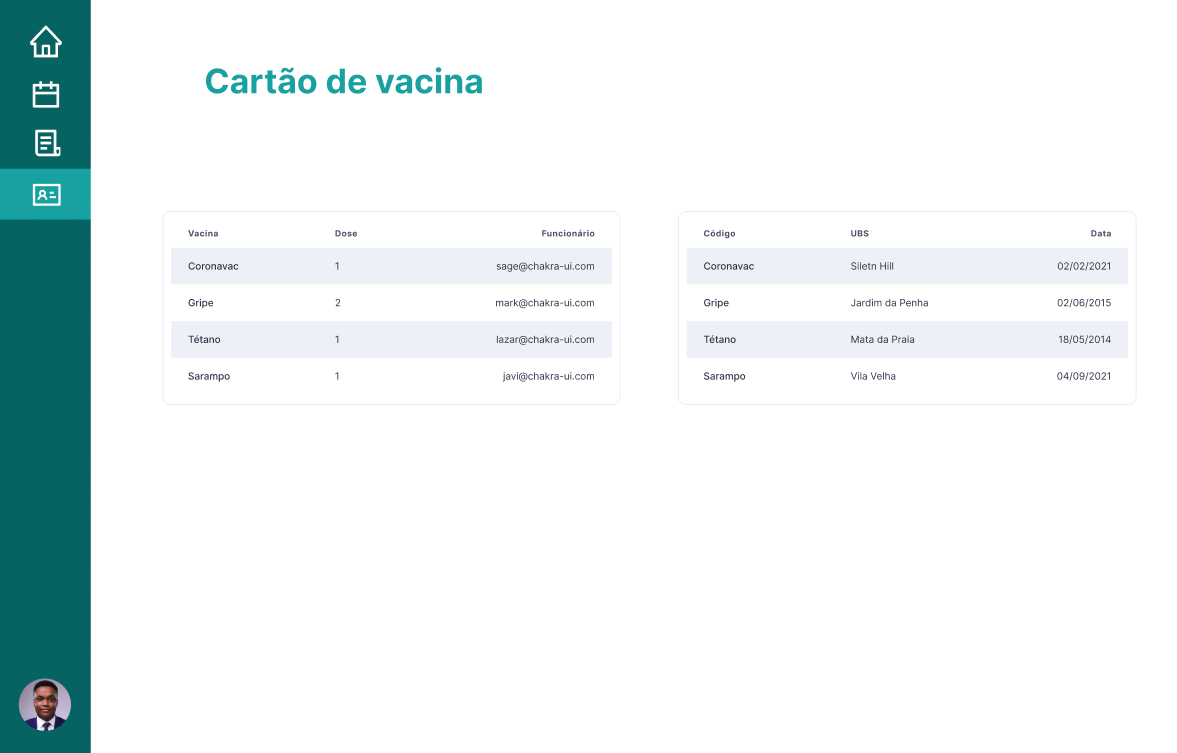 Cartão de vacina
Vacina Dose Funcionário
Coronavac 1 sage@chakra-ui.com
Gripe 2 mark@chakra-ui.com
Tétano 1 lazar@chakra-ui.com
Sarampo 1 javi@chakra-ui.com
Código UBS Data
Coronavac Siletn Hill 02/02/2021
Gripe Jardim da Penha 02/06/2015
Tétano Mata da Praia 18/05/2014
Sarampo Vila Velha 04/09/2021